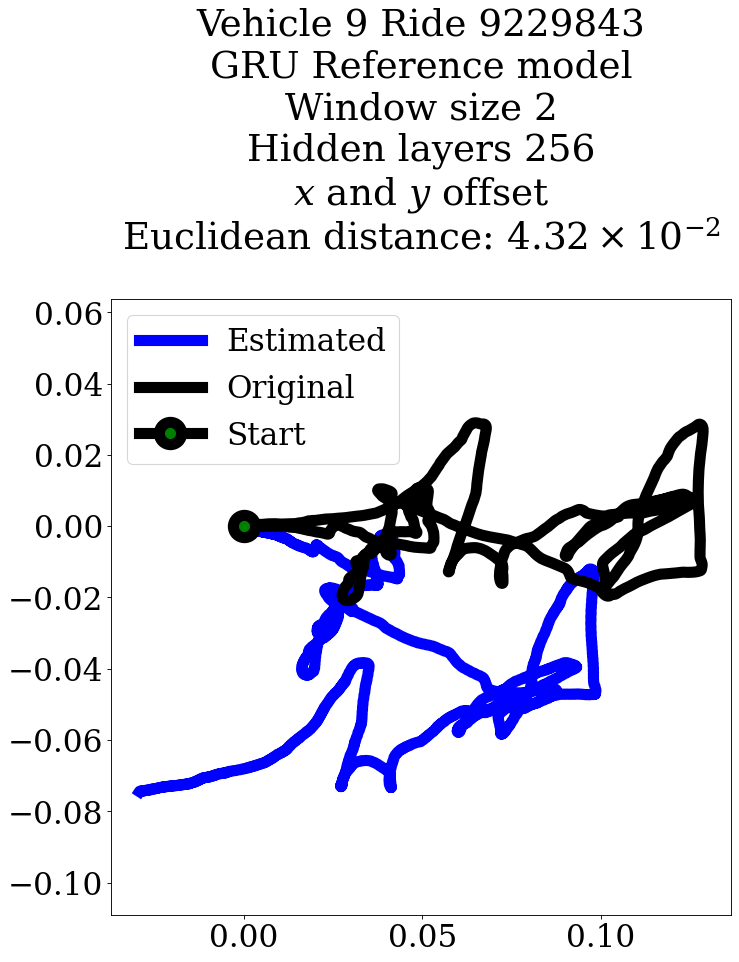 Vehicle 9 Ride 9229843
GRU Reference model
Window size 2
Hidden layers 256
x and y offset
Euclidean distance: 4.32 × 10⁻²
Estimated
Original
Start
0.06
0.04
0.02
0.00
−0.02
−0.04
−0.06
−0.08
−0.10
0.00 0.05 0.10